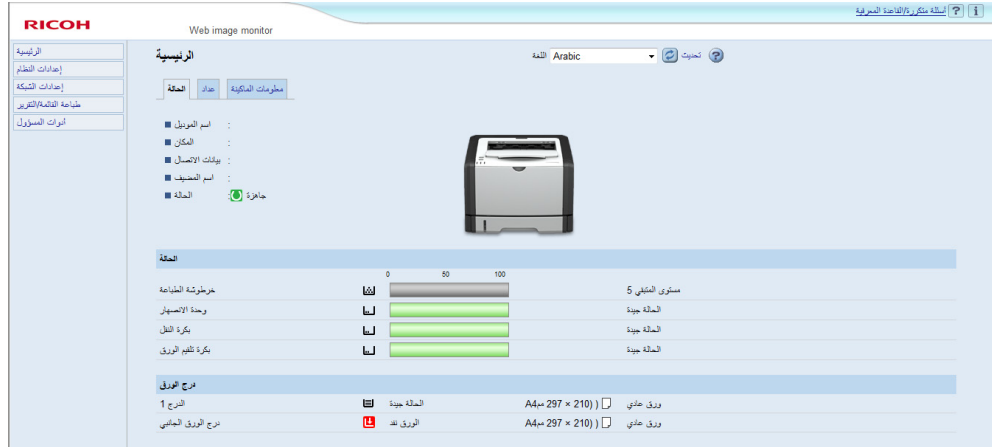 أسئلة متكررة/القاعدة المعرفية
RICOH
Web image monitor
الرئيسية
إعدادات النظام
إعدادات الشبكة
طباعة القائمة/التقرير
أدوات المسؤول
الرئيسية
اللغة Arabic تحديث
الحالة عداد معلومات الماكينة
اسم الموديل :
المكان :
بيانات الاتصال :
اسم المضيف :
الحالة : جاهزة
الحالة
0 50 100
خرطوشة الطباعة مستوى المتبقي 5
وحدة الانصهار الحالة جيدة
بكرة النقل الحالة جيدة
بكرة تلقيم الورق الحالة جيدة
درج الورق
الدرج 1 الحالة جيدة A4مم 297 × 210) ) ورق عادي
درج الورق الجانبي الورق نفد A4مم 297 × 210) ) ورق عادي